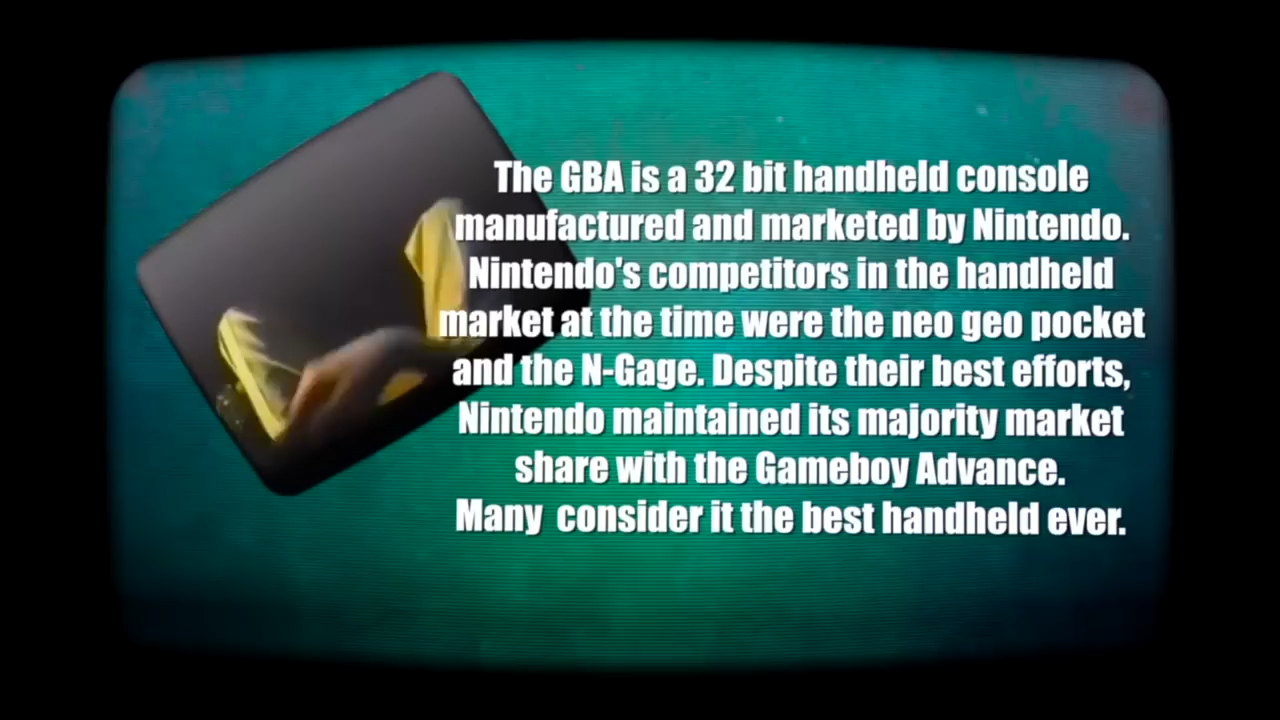 The GBA is a 32 bit handheld console
manufactured and marketed by Nintendo.
Nintendo's competitors in the handheld
market at the time were the neo geo pocket
and the N-Gage. Despite their best efforts,
Nintendo maintained its majority market
share with the Gameboy Advance.
Many consider it the best handheld ever.